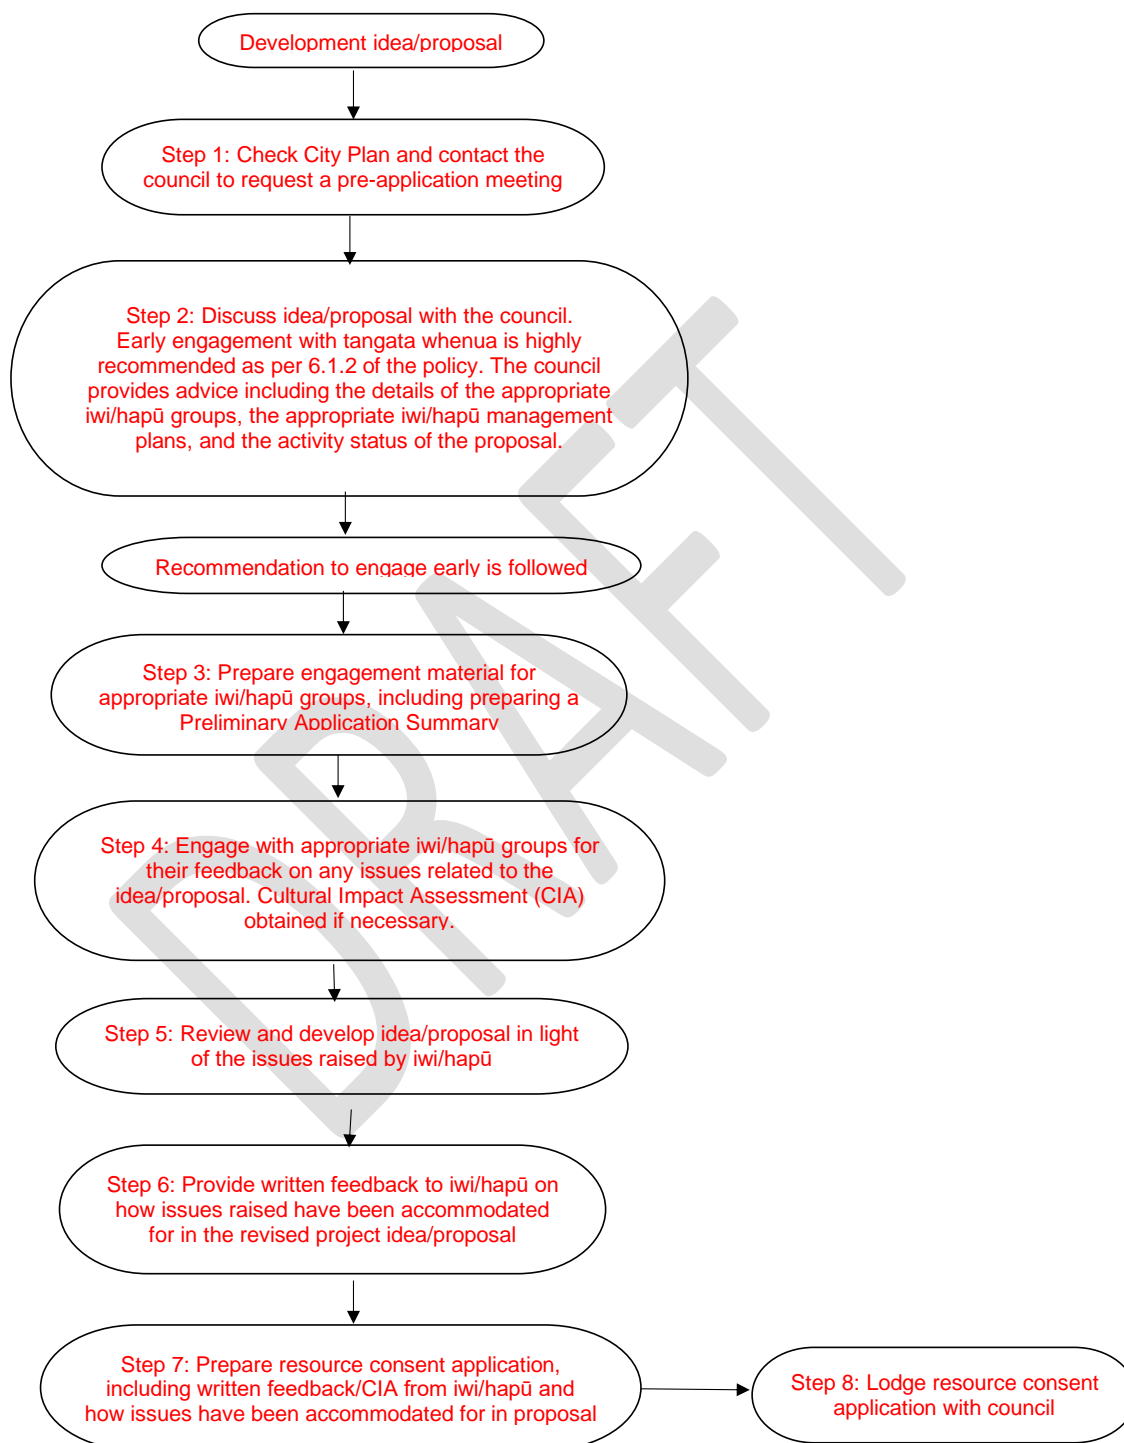 Development idea/proposal
Step 1: Check City Plan and contact the
council to request a pre-application meeting
Step 2: Discuss idea/proposal with the council.
Early engagement with tangata whenua is highly
recommended as per 6.1.2 of the policy. The council
provides advice including the details of the appropriate
iwi/hapū groups, the appropriate iwi/hapū management
plans, and the activity status of the proposal.
Recommendation to engage early is followed
Step 3: Prepare engagement material for
appropriate iwi/hapū groups, including preparing a
Preliminary Application Summary
Step 4: Engage with appropriate iwi/hapū groups for
their feedback on any issues related to the
idea/proposal. Cultural Impact Assessment (CIA)
obtained if necessary.
Step 5: Review and develop idea/proposal in light
of the issues raised by iwi/hapū
Step 6: Provide written feedback to iwi/hapū on
how issues raised have been accommodated
for in the revised project idea/proposal
Step 7: Prepare resource consent application,
including written feedback/CIA from iwi/hapū and
how issues have been accommodated for in proposal
Step 8: Lodge resource consent
application with council
DRAFT